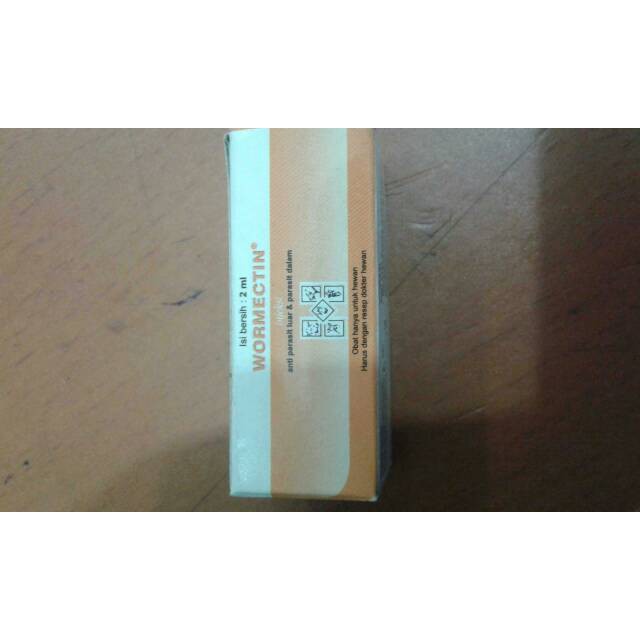 Isi bersih : 2 ml
WORMECTIN®
injeksi
anti parasit luar & parasit dalam
Obat hanya untuk hewan
Harus dengan resep dokter hewan